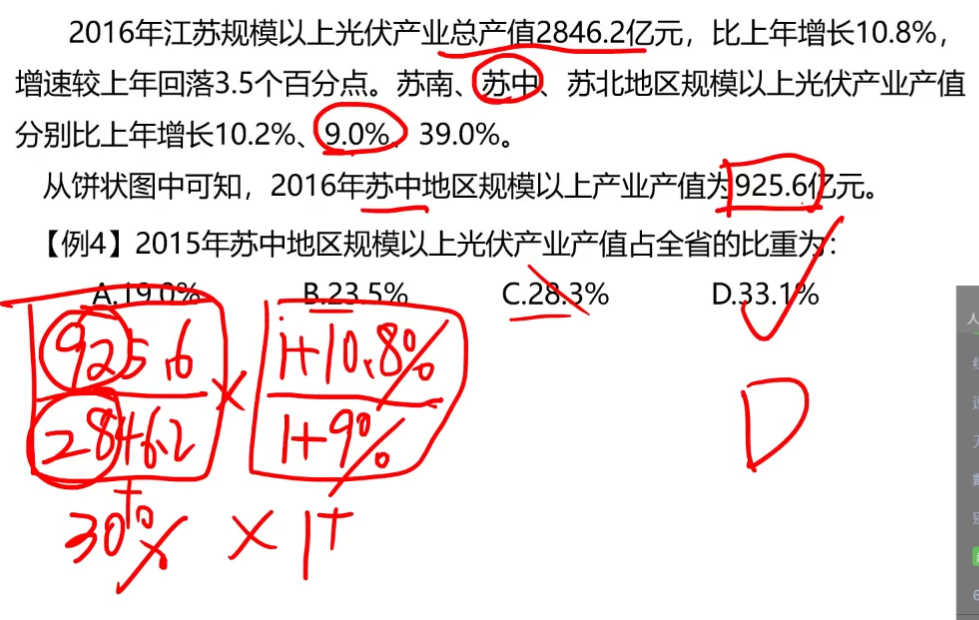 2016年江苏规模以上光伏产业总产值2846.2亿元，比上年增长10.8%，
增速较上年回落3.5个百分点。苏南、苏中、苏北地区规模以上光伏产业产值
分别比上年增长10.2%、9.0%、39.0%。
从饼状图中可知，2016年苏中地区规模以上产业产值为925.6亿元。
【例4】2015年苏中地区规模以上光伏产业产值占全省的比重为：
A.19.0% B.23.5% C.28.3% D.33.1%
925.6 × 1+10.8%
2846.2 1+9%
D
30%+ × 1+